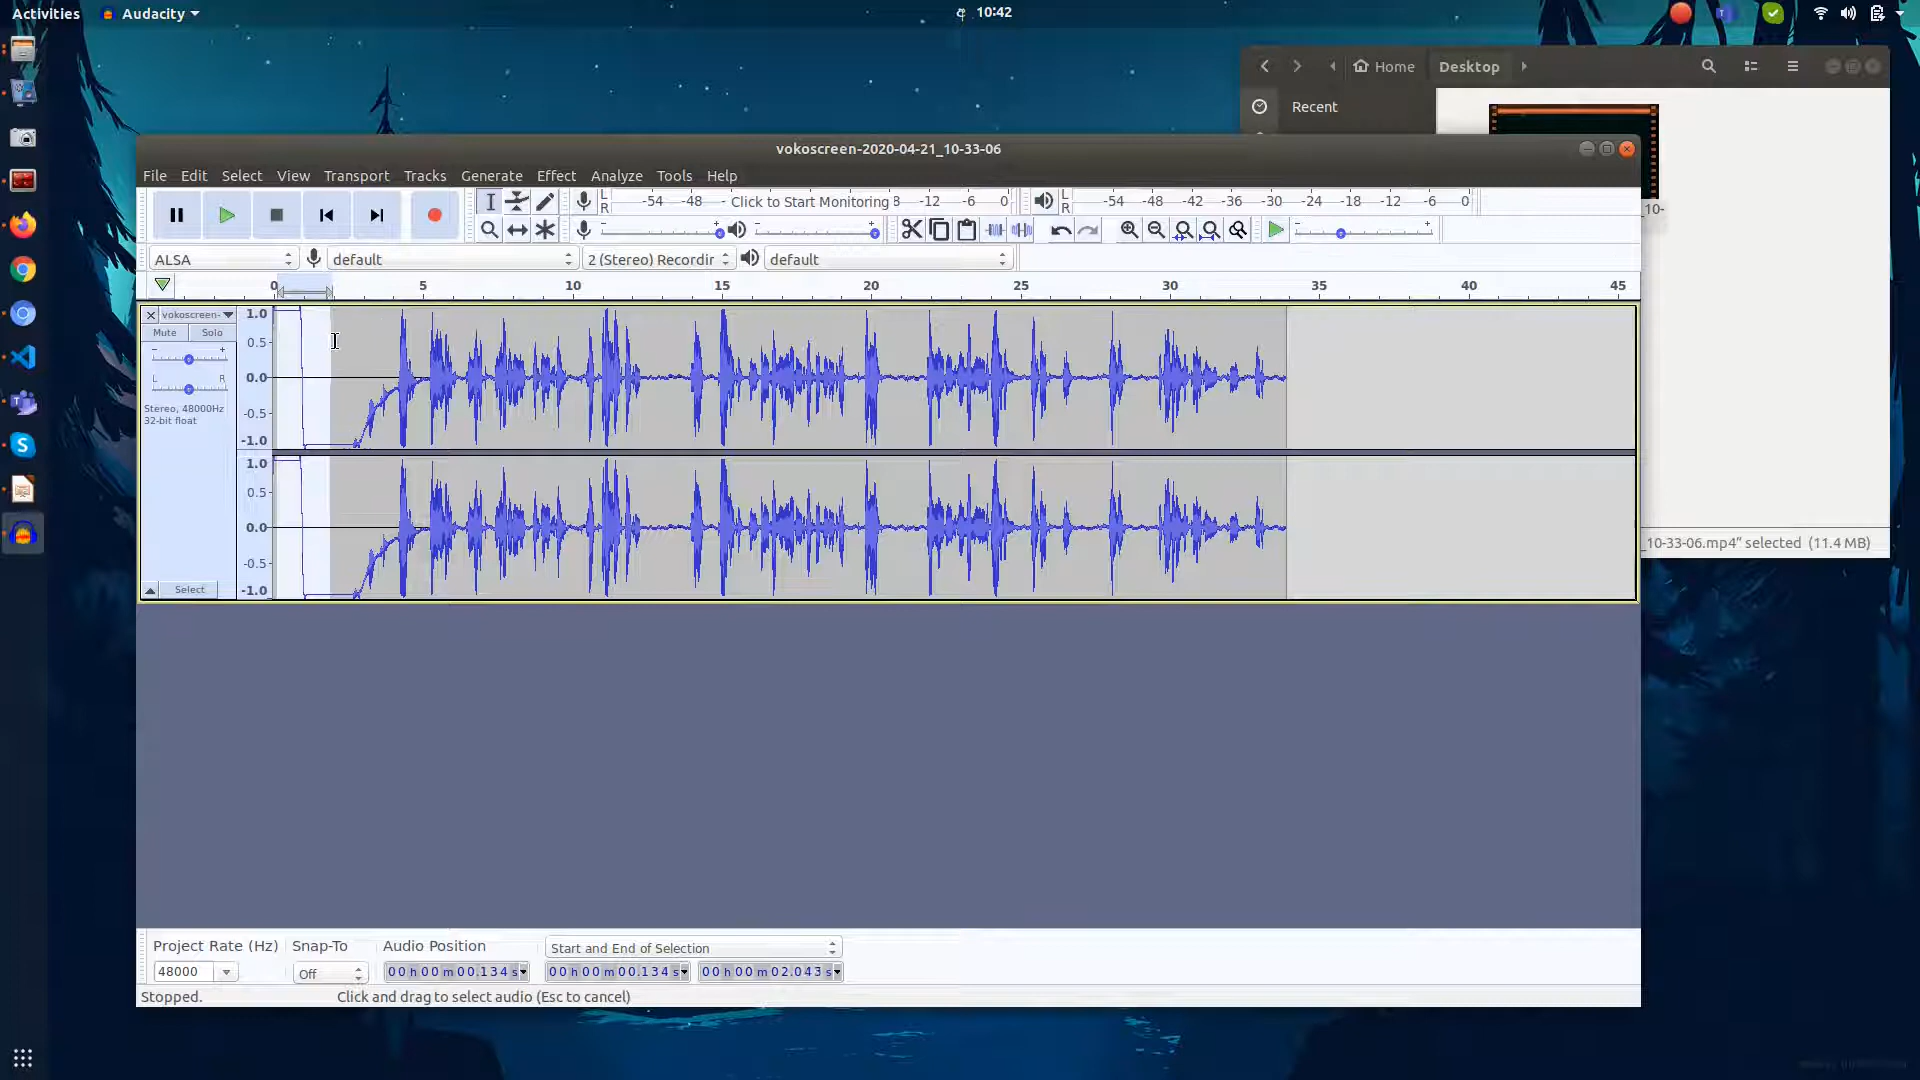 Activities
Audacity
10:42
Home
Desktop
Recent
10-
vokoscreen-2020-04-21_10-33-06
File Edit Select View Transport Tracks Generate Effect Analyze Tools Help
L
R
-54 -48 - Click to Start Monitoring 8 -12 -6 0
L
R
-54 -48 -42 -36 -30 -24 -18 -12 -6 0
ALSA
default
2 (Stereo) Recordir
default
0 5 10 15 20 25 30 35 40 45
vokoscreen-
Mute Solo
- +
L R
Stereo, 48000Hz
32-bit float
Select
1.0
0.5
0.0
-0.5
-1.0
1.0
0.5
0.0
-0.5
-1.0
_10-33-06.mp4" selected (11.4 MB)
Project Rate (Hz) Snap-To Audio Position Start and End of Selection
48000 Off 00 h 00 m 00.134 s 00 h 00 m 00.134 s 00 h 00 m 02.043 s
Stopped. Click and drag to select audio (Esc to cancel)